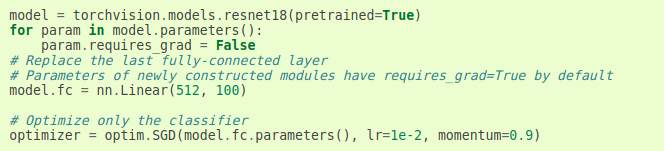 model = torchvision.models.resnet18(pretrained=True)
for param in model.parameters():
    param.requires_grad = False
# Replace the last fully-connected layer
# Parameters of newly constructed modules have requires_grad=True by default
model.fc = nn.Linear(512, 100)

# Optimize only the classifier
optimizer = optim.SGD(model.fc.parameters(), lr=1e-2, momentum=0.9)